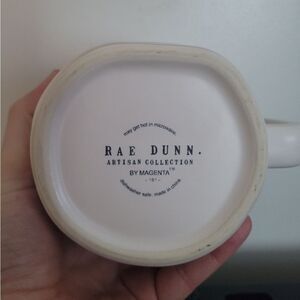 may get hot in microwave.
RAE DUNN.
ARTISAN COLLECTION
BY MAGENTA™
dishwasher safe. made in china.